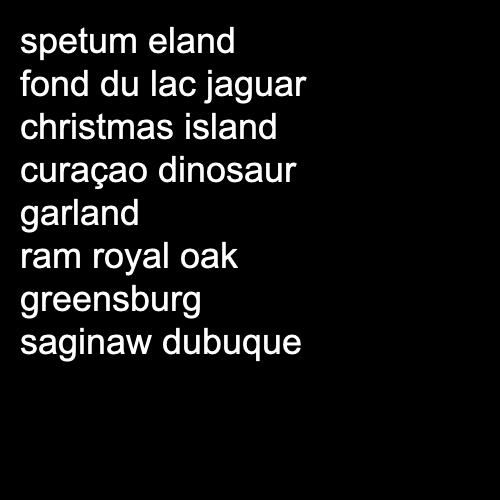 spetum eland
fond du lac jaguar
christmas island
curaçao dinosaur
garland
ram royal oak
greensburg
saginaw dubuque